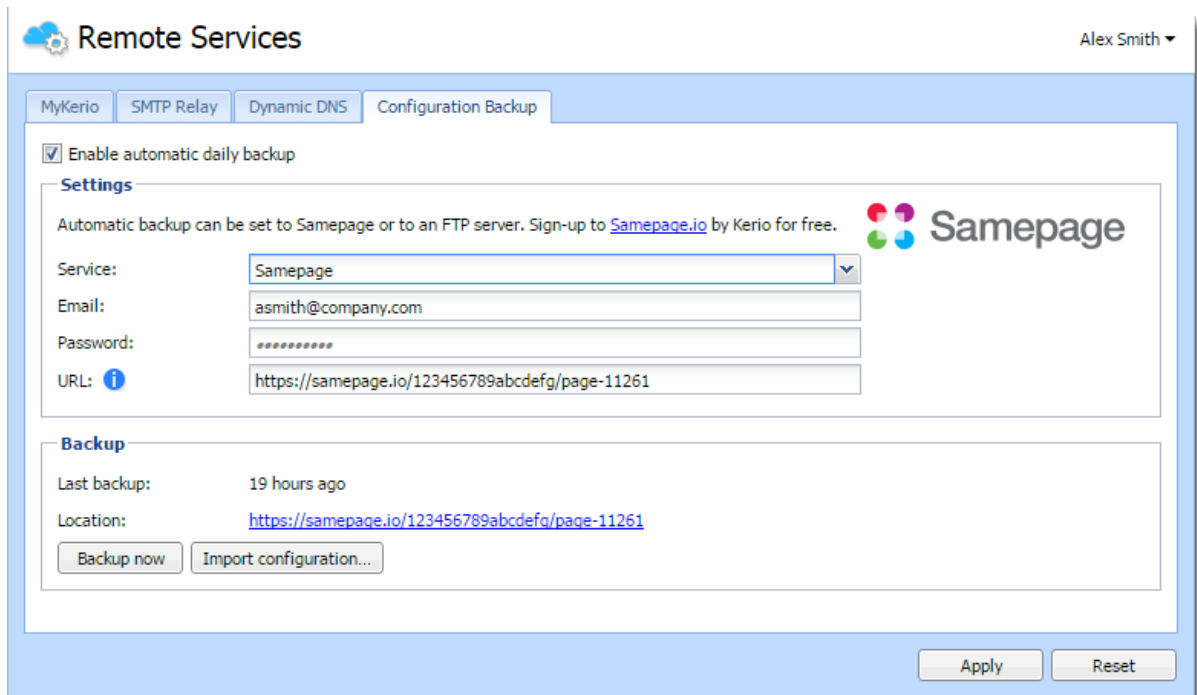 Remote Services
Alex Smith
MyKerio SMTP Relay Dynamic DNS Configuration Backup
Enable automatic daily backup
Settings
Automatic backup can be set to Samepage or to an FTP server. Sign-up to Samepage.io by Kerio for free.
Samepage
Service: Samepage
Email: asmith@company.com
Password: ••••••••••
URL: i https://samepage.io/123456789abcdefg/page-11261
Backup
Last backup: 19 hours ago
Location: https://samepage.io/123456789abcdefg/page-11261
Backup now Import configuration...
Apply Reset